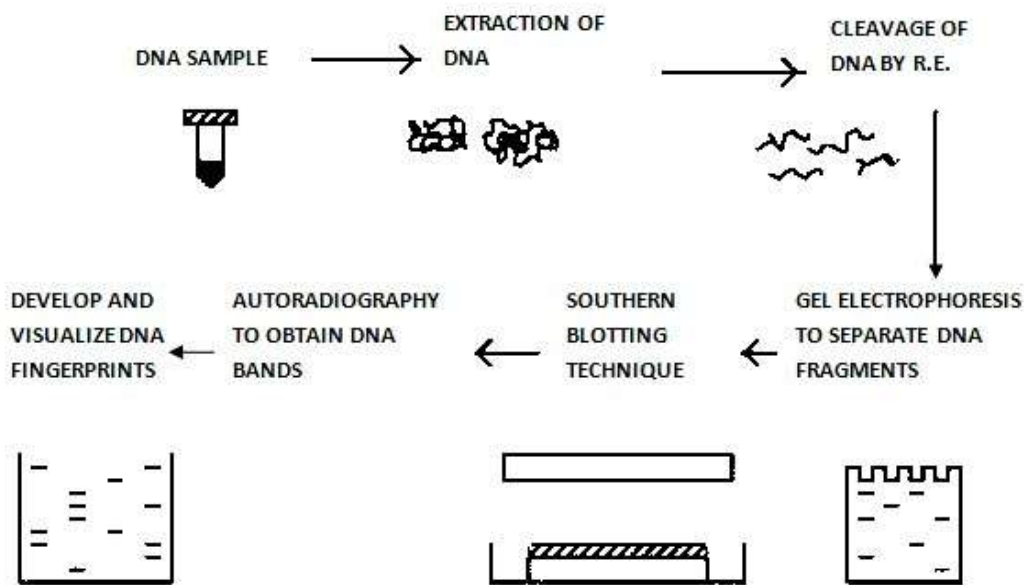 DNA SAMPLE
EXTRACTION OF
DNA
CLEAVAGE OF
DNA BY R.E.
GEL ELECTROPHORESIS
TO SEPARATE DNA
FRAGMENTS
SOUTHERN
BLOTTING
TECHNIQUE
AUTORADIOGRAPHY
TO OBTAIN DNA
BANDS
DEVELOP AND
VISUALIZE DNA
FINGERPRINTS